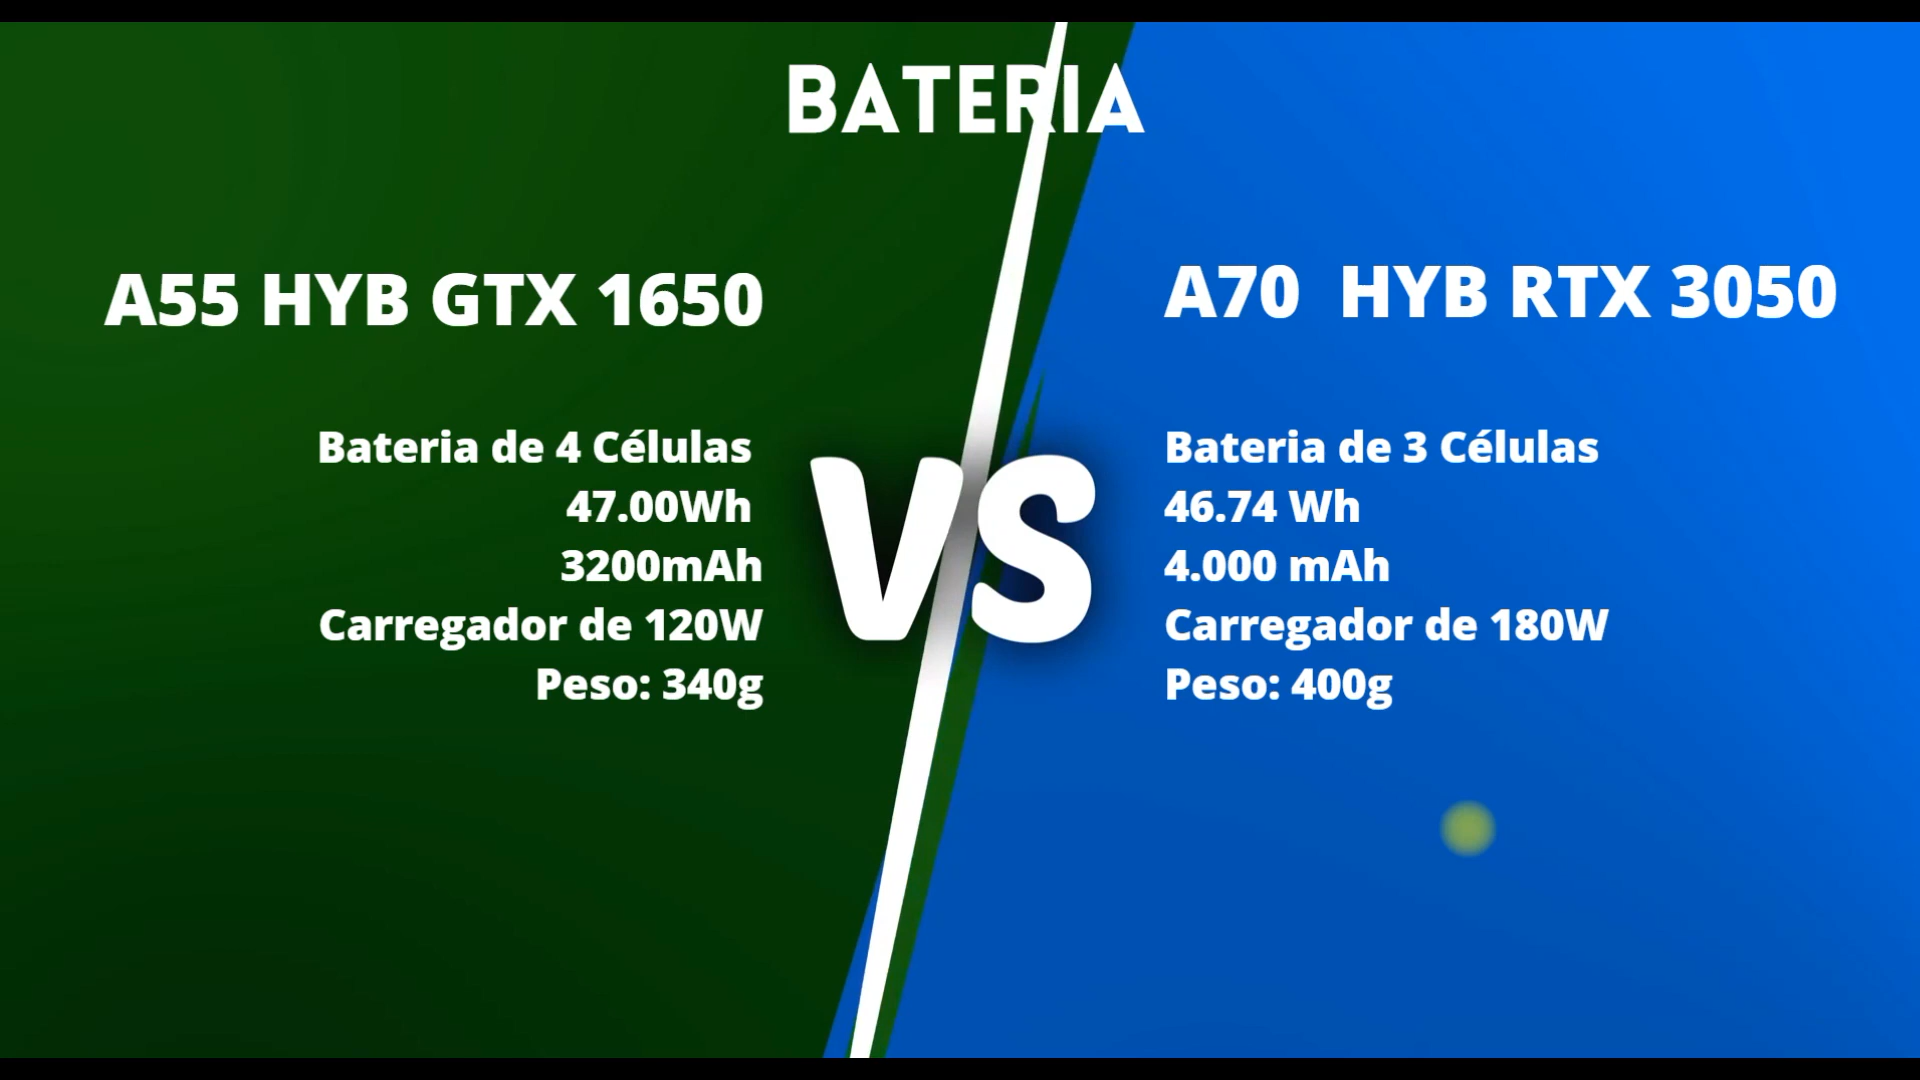 BATERIA
A55 HYB GTX 1650
Bateria de 4 Células
47.00Wh
3200mAh
Carregador de 120W
Peso: 340g
VS
A70 HYB RTX 3050
Bateria de 3 Células
46.74 Wh
4.000 mAh
Carregador de 180W
Peso: 400g